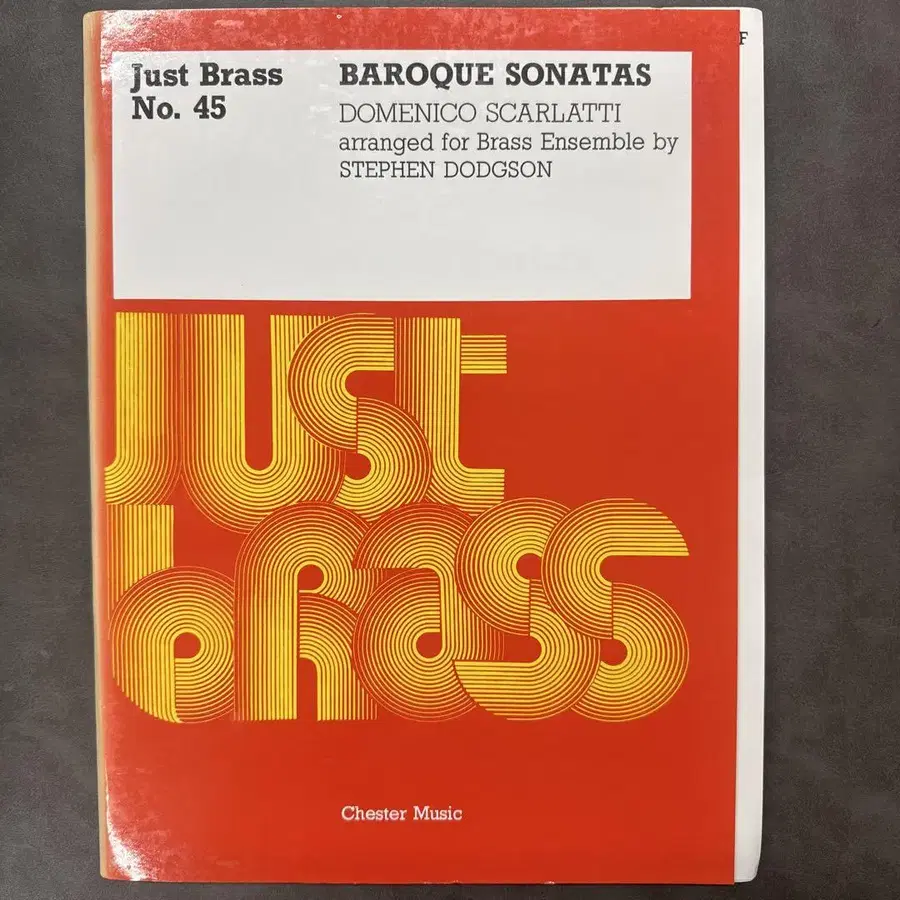 Just Brass
No. 45
BAROQUE SONATAS
DOMENICO SCARLATTI
arranged for Brass Ensemble by
STEPHEN DODGSON
F
Just
brass
Chester Music